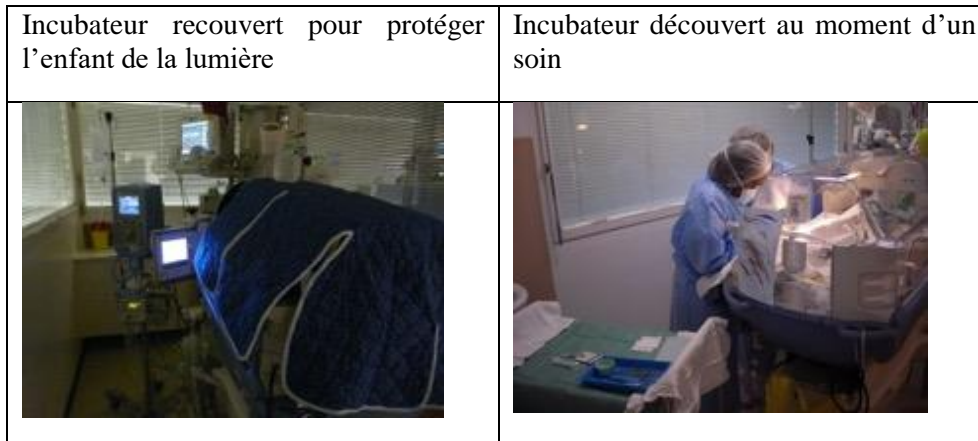 Incubateur recouvert pour protéger
l’enfant de la lumière
Incubateur découvert au moment d’un
soin